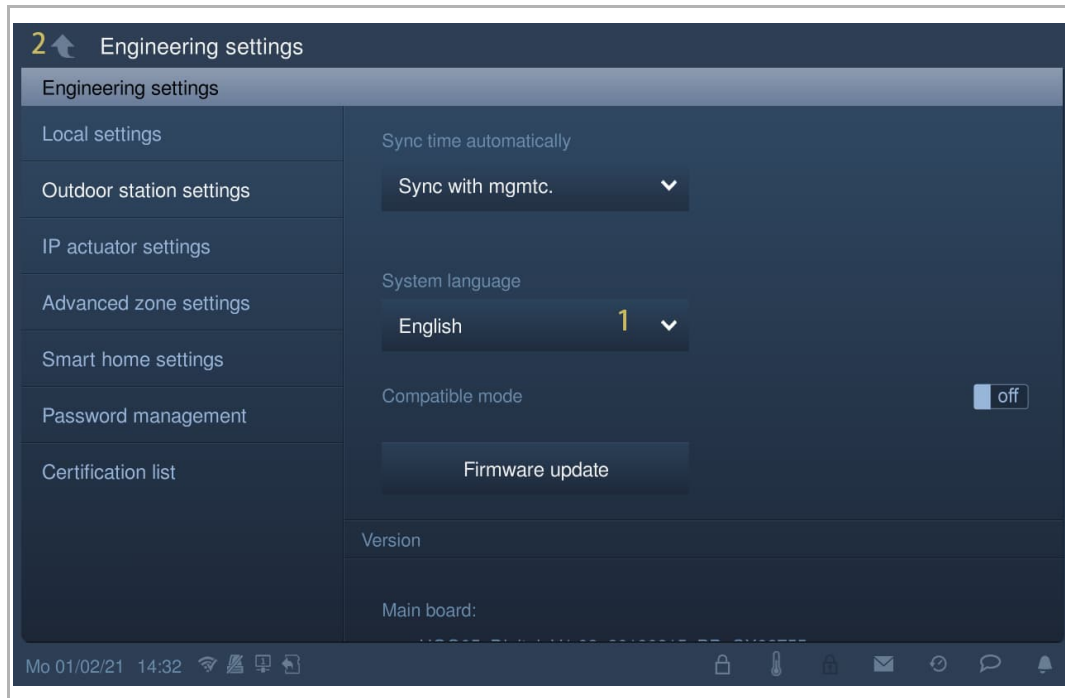 2 Engineering settings
Engineering settings
Local settings
Outdoor station settings
IP actuator settings
Advanced zone settings
Smart home settings
Password management
Certification list
Sync time automatically
Sync with mgmtc.
System language
English 1
Compatible mode
off
Firmware update
Version
Main board:
Mo 01/02/21 14:32